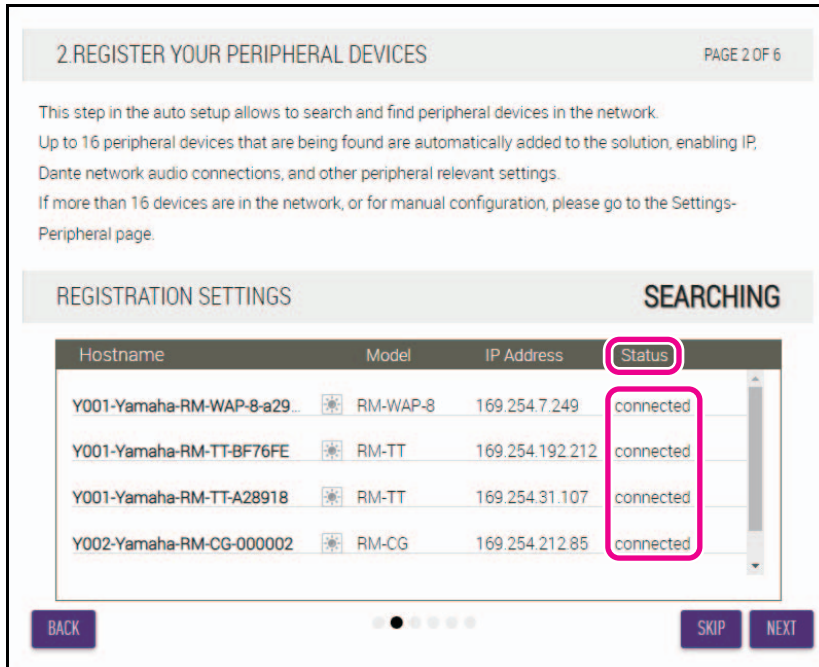 2.REGISTER YOUR PERIPHERAL DEVICES PAGE 2 OF 6
This step in the auto setup allows to search and find peripheral devices in the network.
Up to 16 peripheral devices that are being found are automatically added to the solution, enabling IP,
Dante network audio connections, and other peripheral relevant settings.
If more than 16 devices are in the network, or for manual configuration, please go to the Settings-
Peripheral page.
REGISTRATION SETTINGS SEARCHING
Hostname Model IP Address Status
Y001-Yamaha-RM-WAP-8-a29... RM-WAP-8 169.254.7.249 connected
Y001-Yamaha-RM-TT-BF76FE RM-TT 169.254.192.212 connected
Y001-Yamaha-RM-TT-A28918 RM-TT 169.254.31.107 connected
Y002-Yamaha-RM-CG-000002 RM-CG 169.254.212.85 connected
BACK SKIP NEXT